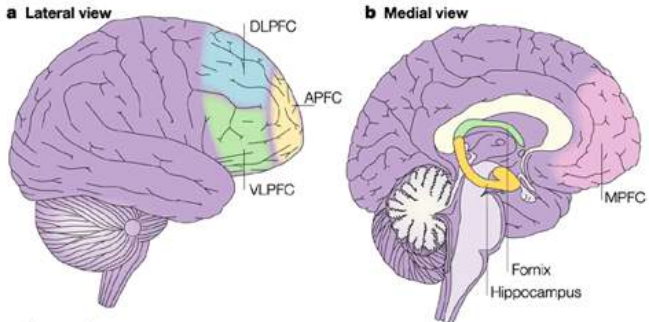 a Lateral view
DLPFC
APFC
VLPFC
b Medial view
MPFC
Fornix
Hippocampus